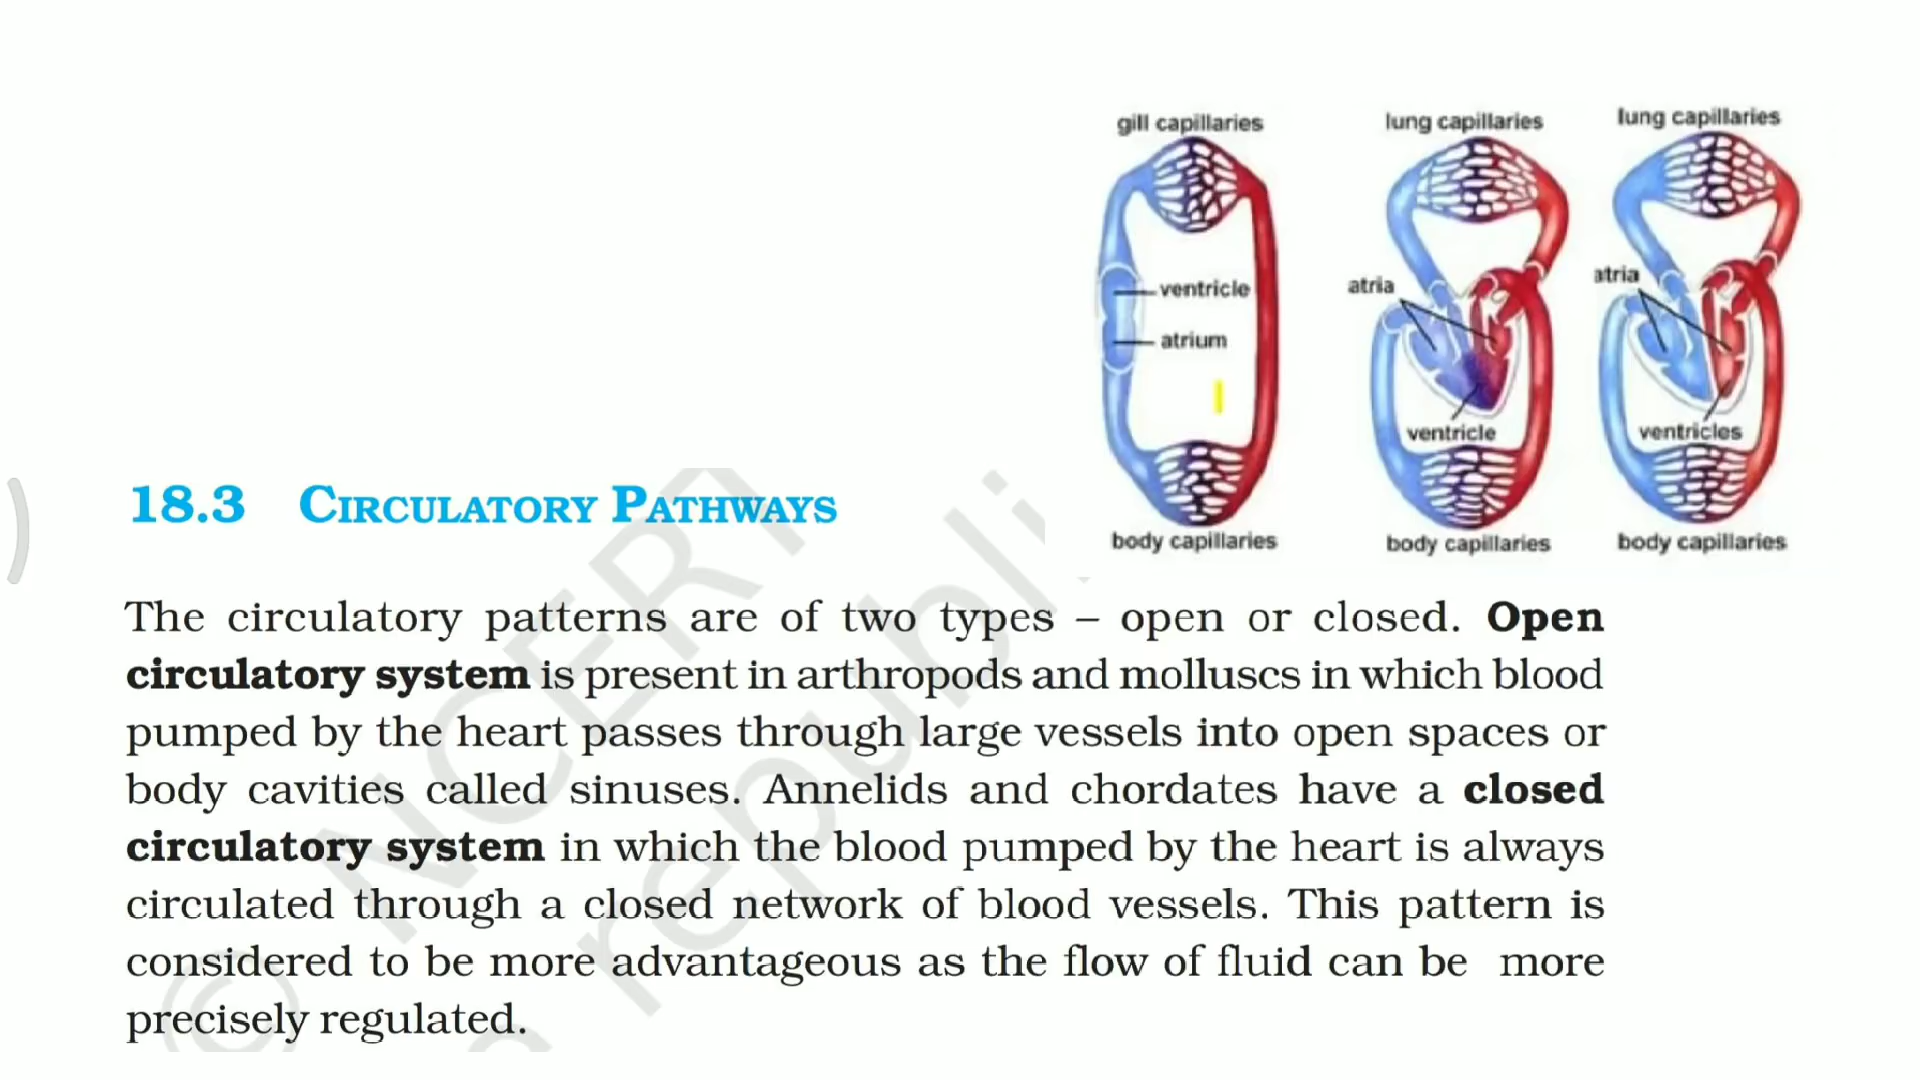 gill capillaries
lung capillaries
lung capillaries
ventricle
atrium
atria
ventricle
atria
ventricles
body capillaries
body capillaries
body capillaries
18.3 CIRCULATORY PATHWAYS
The circulatory patterns are of two types – open or closed. Open
circulatory system is present in arthropods and molluscs in which blood
pumped by the heart passes through large vessels into open spaces or
body cavities called sinuses. Annelids and chordates have a closed
circulatory system in which the blood pumped by the heart is always
circulated through a closed network of blood vessels. This pattern is
considered to be more advantageous as the flow of fluid can be more
precisely regulated.
© NCERT